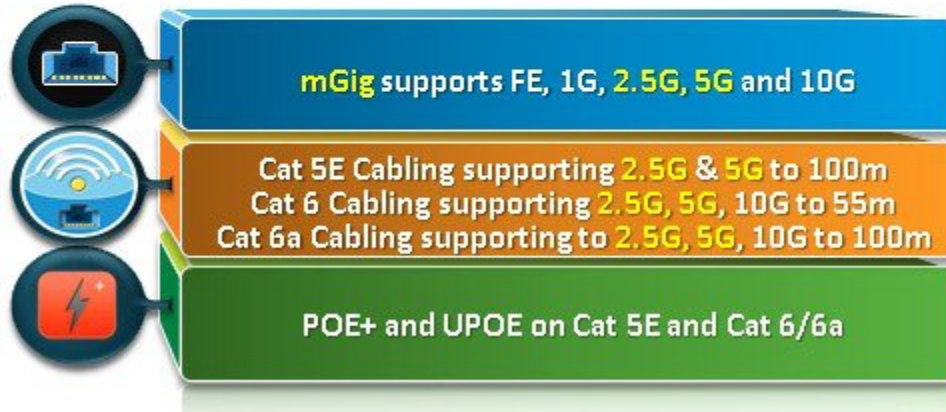 mGig supports FE, 1G, 2.5G, 5G and 10G
Cat 5E Cabling supporting 2.5G & 5G to 100m
Cat 6 Cabling supporting 2.5G, 5G, 10G to 55m
Cat 6a Cabling supporting to 2.5G, 5G, 10G to 100m
POE+ and UPOE on Cat 5E and Cat 6/6a